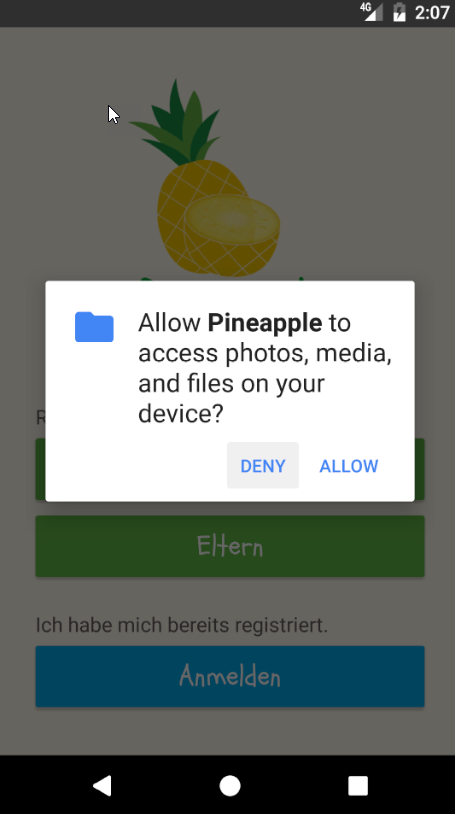 4G 2:07
Allow Pineapple to
access photos, media,
and files on your
device?
DENY ALLOW
Eltern
Ich habe mich bereits registriert.
Anmelden